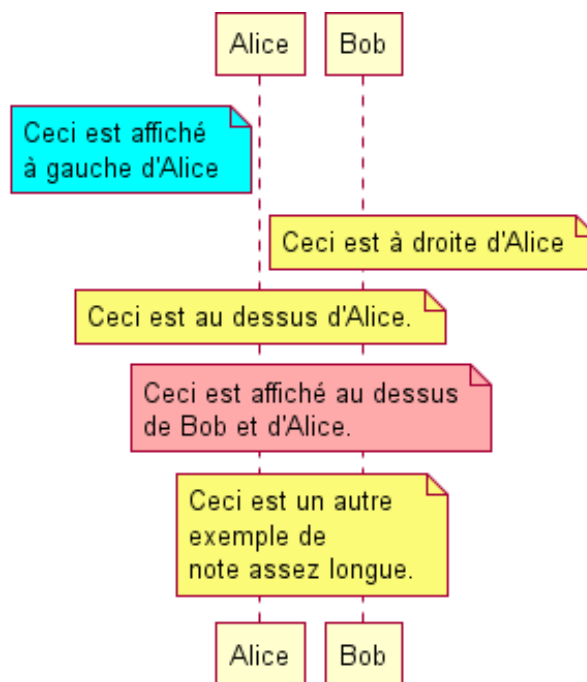 Alice
Bob
Ceci est affiché
à gauche d'Alice
Ceci est à droite d'Alice
Ceci est au dessus d'Alice.
Ceci est affiché au dessus
de Bob et d'Alice.
Ceci est un autre
exemple de
note assez longue.
Alice
Bob